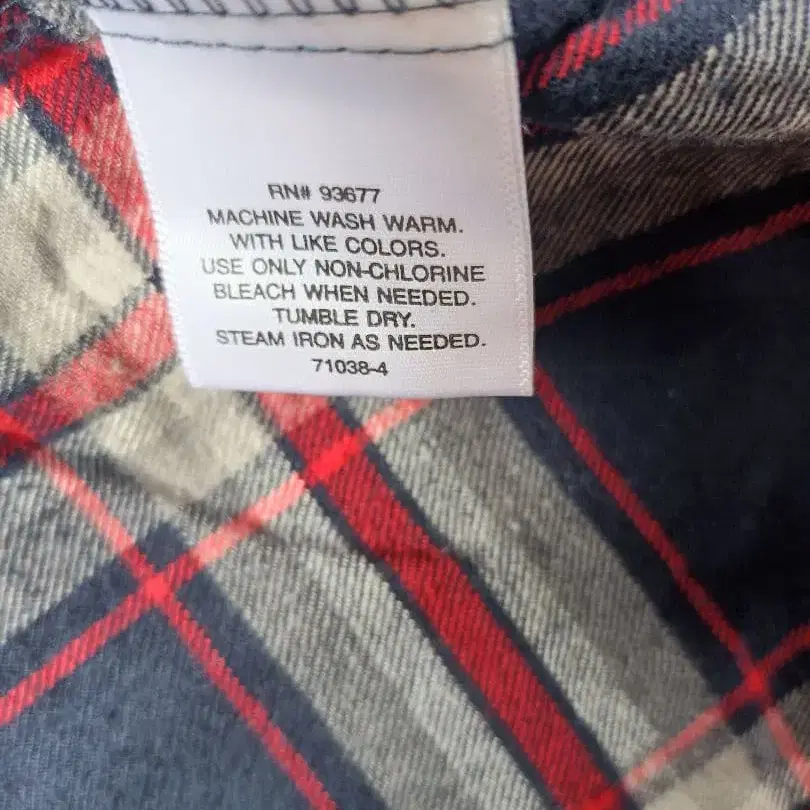 RN# 93677
MACHINE WASH WARM.
WITH LIKE COLORS.
USE ONLY NON-CHLORINE
BLEACH WHEN NEEDED.
TUMBLE DRY.
STEAM IRON AS NEEDED.
71038-4